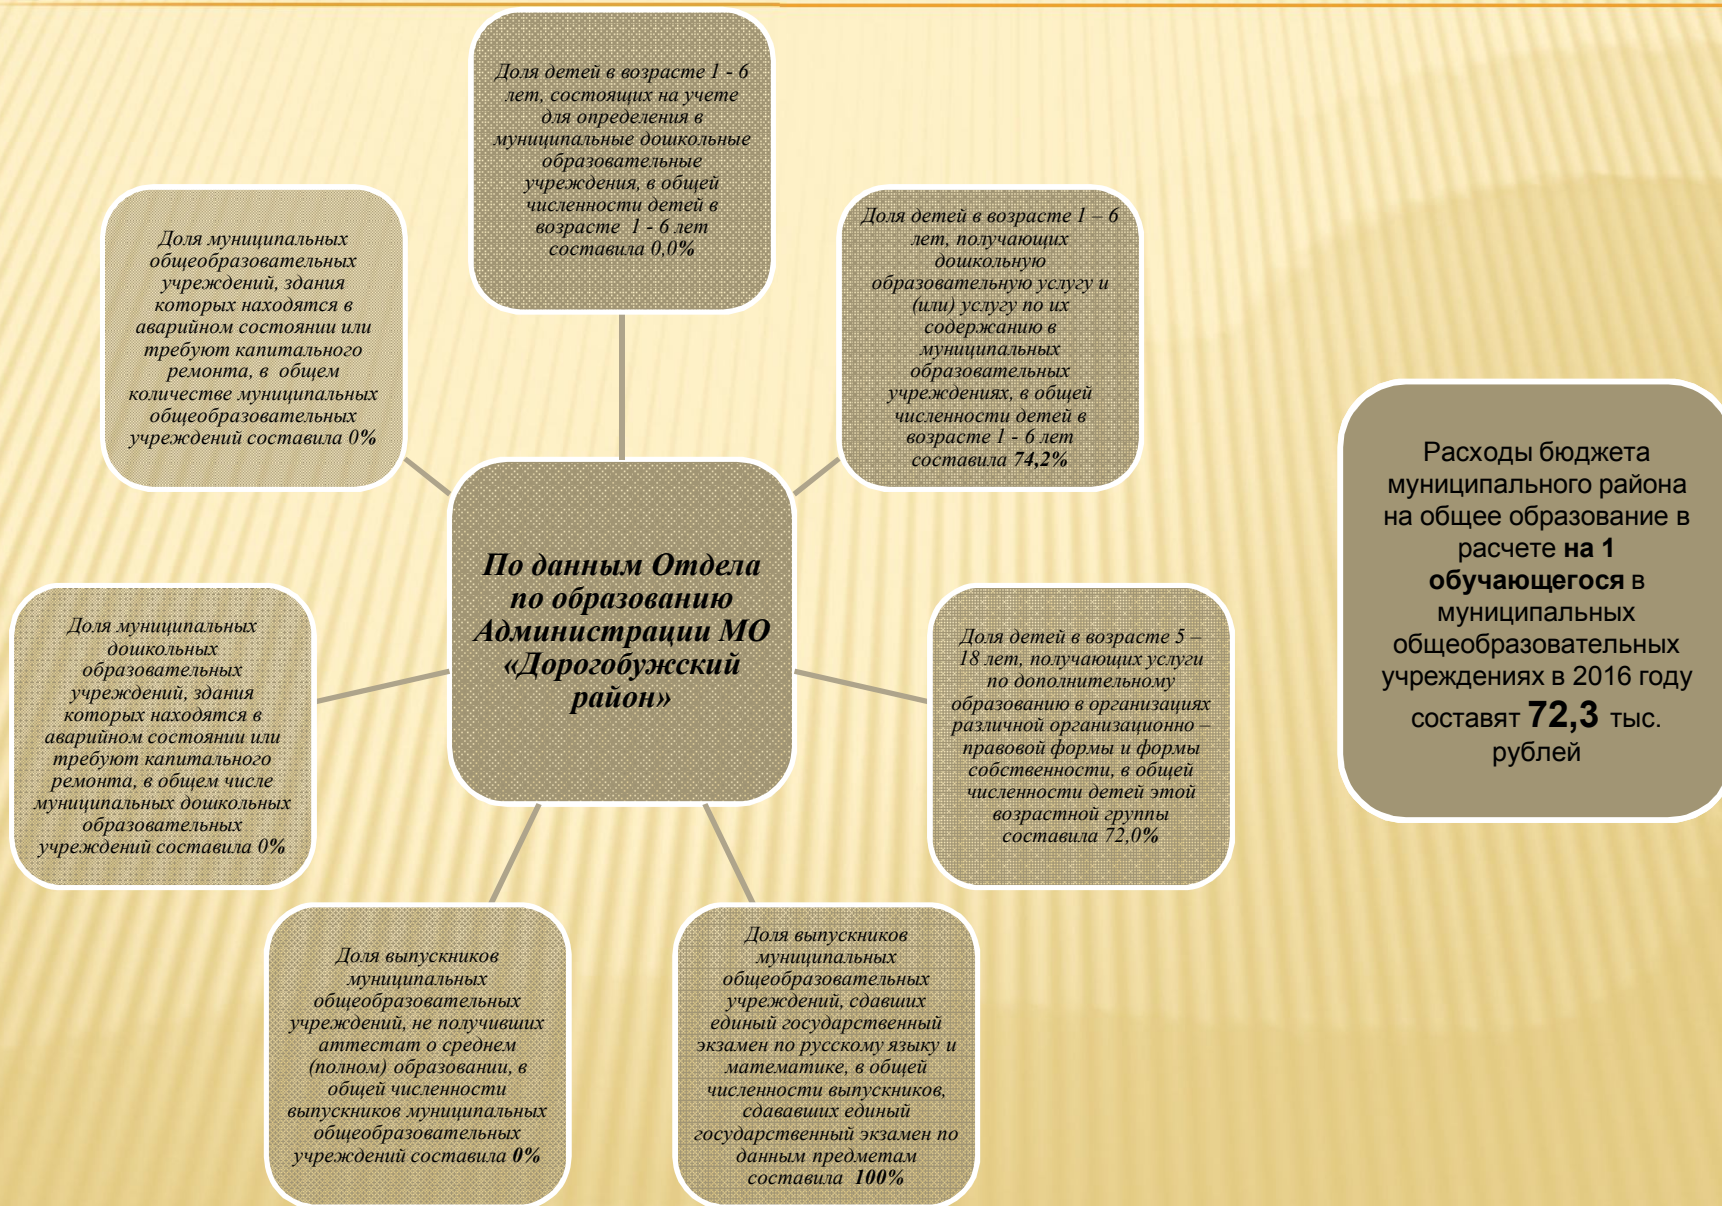 Доля детей в возрасте 1 - 6
лет, состоящих на учете
для определения в
муниципальные дошкольные
образовательные
учреждения, в общей
численности детей в
возрасте 1 - 6 лет
составила 0,0%
Доля детей в возрасте 1 – 6
лет, получающих
дошкольную
образовательную услугу и
(или) услугу по их
содержанию в
муниципальных
образовательных
учреждениях, в общей
численности детей в
возрасте 1 - 6 лет
составила 74,2%
Доля детей в возрасте 5 –
18 лет, получающих услуги
по дополнительному
образованию в организациях
различной организационно –
правовой формы и формы
собственности, в общей
численности детей этой
возрастной группы
составила 72,0%
Доля выпускников
муниципальных
общеобразовательных
учреждений, сдавших
единый государственный
экзамен по русскому языку и
математике, в общей
численности выпускников,
сдававших единый
государственный экзамен по
данным предметам
составила 100%
Доля выпускников
муниципальных
общеобразовательных
учреждений, не получивших
аттестат о среднем
(полном) образовании, в
общей численности
выпускников муниципальных
общеобразовательных
учреждений составила 0%
Доля муниципальных
дошкольных
образовательных
учреждений, здания
которых находятся в
аварийном состоянии или
требуют капитального
ремонта, в общем числе
муниципальных дошкольных
образовательных
учреждений составила 0%
Доля муниципальных
общеобразовательных
учреждений, здания
которых находятся в
аварийном состоянии или
требуют капитального
ремонта, в общем
количестве муниципальных
общеобразовательных
учреждений составила 0%
По данным Отдела
по образованию
Администрации МО
«Дорогобужский
район»
Расходы бюджета
муниципального района
на общее образование в
расчете на 1
обучающегося в
муниципальных
общеобразовательных
учреждениях в 2016 году
составят 72,3 тыс.
рублей